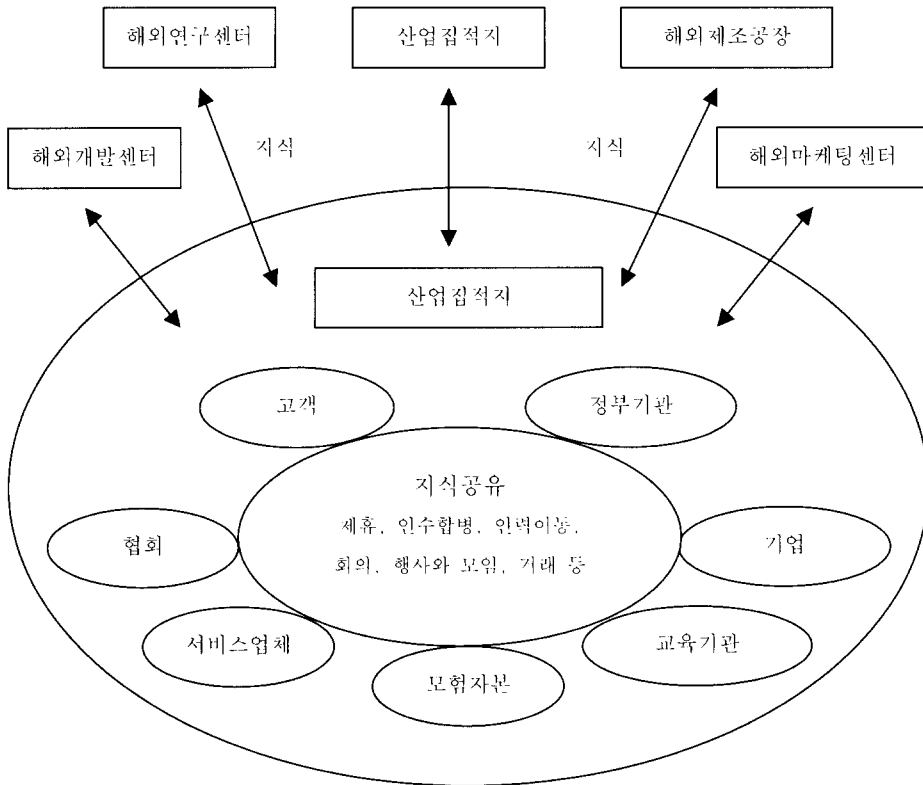 해외연구센터
산업집적지
해외제조공장
해외개발센터
지식
지식
해외마케팅센터
산업집적지
고객
정부기관
지식공유
제휴, 인수합병, 인력이동,
회의, 행사와 모임, 거래 등
협회
기업
서비스업체
교육기관
모험자본